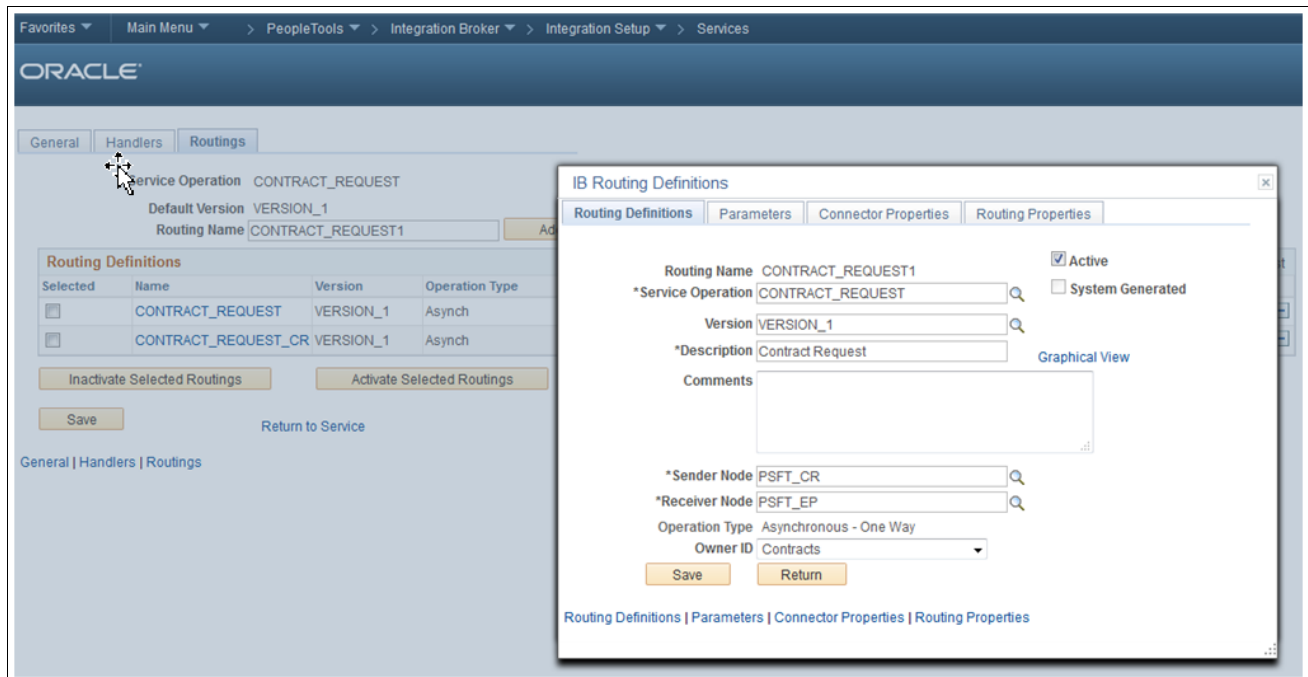 Favorites Main Menu > PeopleTools > Integration Broker > Integration Setup > Services
ORACLE
General Handlers Routings
Service Operation CONTRACT_REQUEST
Default Version VERSION_1
Routing Name CONTRACT_REQUEST1
Routing Definitions
Selected Name Version Operation Type
CONTRACT_REQUEST VERSION_1 Asynch
CONTRACT_REQUEST_CR VERSION_1 Asynch
Inactivate Selected Routings Activate Selected Routings
Save Return to Service
General | Handlers | Routings
IB Routing Definitions
Routing Definitions Parameters Connector Properties Routing Properties
Routing Name CONTRACT_REQUEST1
Active
*Service Operation CONTRACT_REQUEST
System Generated
Version VERSION_1
*Description Contract Request
Graphical View
Comments
*Sender Node PSFT_CR
*Receiver Node PSFT_EP
Operation Type Asynchronous - One Way
Owner ID Contracts
Save Return
Routing Definitions | Parameters | Connector Properties | Routing Properties